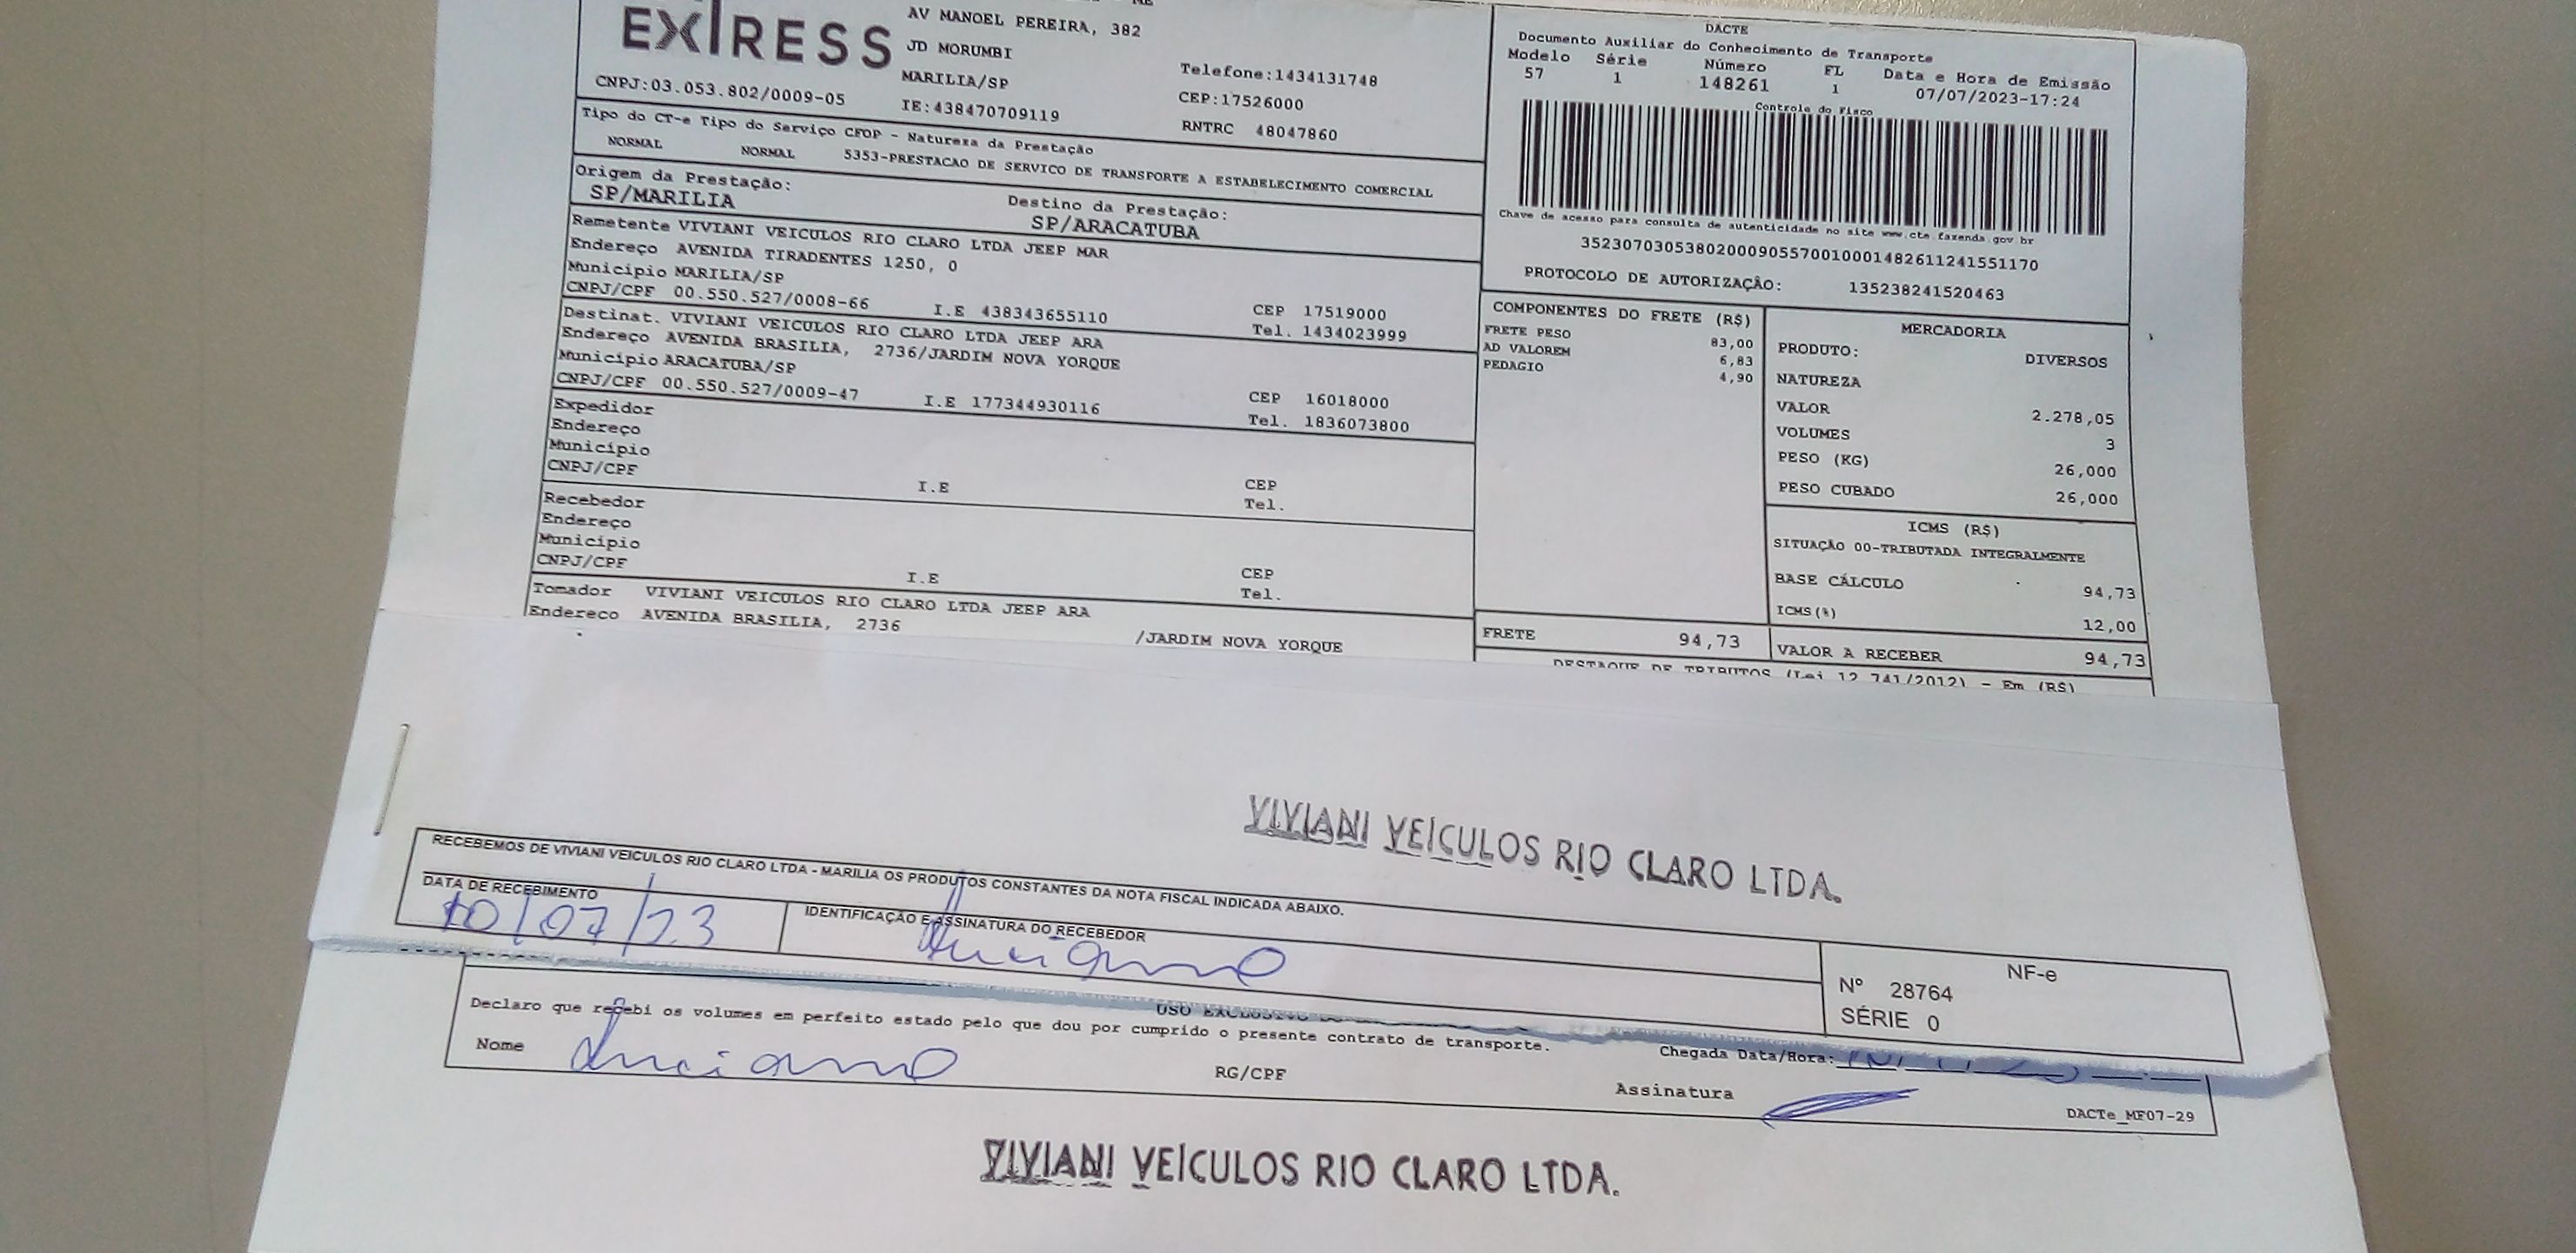 EXPRESS
AV MANOEL PEREIRA, 382
JD MORUMBI
MARILIA/SP
IE:438470709119
Telefone:1434131748
CEP:17526000
RNTRC 48047860
CNPJ:03.053.802/0009-05
DACTE
Documento Auxiliar do Conhecimento de Transporte
Modelo Série Número FL Data e Hora de Emissão
57 1 148261 1 07/07/2023-17:24
Controle do Fisco
Chave de acesso para consulta de autenticidade no site www.cte.fazenda.gov.br
35230703053802000905570010001482611241551170
PROTOCOLO DE AUTORIZAÇÂO: 135238241520463
Tipo do CT-e Tipo do Serviço CFOP - Natureza da Prestação
NORMAL NORMAL 5353-PRESTACAO DE SERVICO DE TRANSPORTE A ESTABELECIMENTO COMERCIAL
Origem da Prestação: Destino da Prestação:
SP/MARILIA SP/ARACATUBA
Remetente VIVIANI VEICULOS RIO CLARO LTDA JEEP MAR
Endereço AVENIDA TIRADENTES 1250, 0
Município MARILIA/SP CEP 17519000
CNPJ/CPF 00.550.527/0008-66 I.E 438343655110 Tel. 1434023999
Destinat. VIVIANI VEICULOS RIO CLARO LTDA JEEP ARA
Endereço AVENIDA BRASILIA, 2736/JARDIM NOVA YORQUE
Município ARACATUBA/SP CEP 16018000
CNPJ/CPF 00.550.527/0009-47 I.E 177344930116 Tel. 1836073800
Expedidor
Endereço
Município CEP
CNPJ/CPF I.E Tel.
Recebedor
Endereço
Município CEP
CNPJ/CPF I.E Tel.
Tomador VIVIANI VEICULOS RIO CLARO LTDA JEEP ARA
Endereço AVENIDA BRASILIA, 2736 /JARDIM NOVA YORQUE
COMPONENTES DO FRETE (R$)
FRETE PESO 83,00
AD VALOREM 6,83
PEDAGIO 4,90
FRETE 94,73
MERCADORIA
PRODUTO: DIVERSOS
NATUREZA
VALOR 2.278,05
VOLUMES 3
PESO (KG) 26,000
PESO CUBADO 26,000
ICMS (R$)
SITUAÇÃO 00-TRIBUTADA INTEGRALMENTE
BASE CÁLCULO 94,73
ICMS(%) 12,00
VALOR A RECEBER 94,73
DESTAQUE DE TRIBUTOS (Lei 12.741/2012) - Em (R$)
VIVIANI VEÍCULOS RIO CLARO LTDA.
RECEBEMOS DE VIVIANI VEICULOS RIO CLARO LTDA - MARILIA OS PRODUTOS CONSTANTES DA NOTA FISCAL INDICADA ABAIXO.
DATA DE RECEBIMENTO
10/07/23
IDENTIFICAÇÃO E ASSINATURA DO RECEBEDOR
Luciano
NF-e
Nº 28764
SÉRIE 0
USO EXCLUSIVO
Declaro que recebi os volumes em perfeito estado pelo que dou por cumprido o presente contrato de transporte.
Chegada Data/Hora:
Nome Luciano RG/CPF Assinatura
DACTe_MF07-29
VIVIANI VEÍCULOS RIO CLARO LTDA.